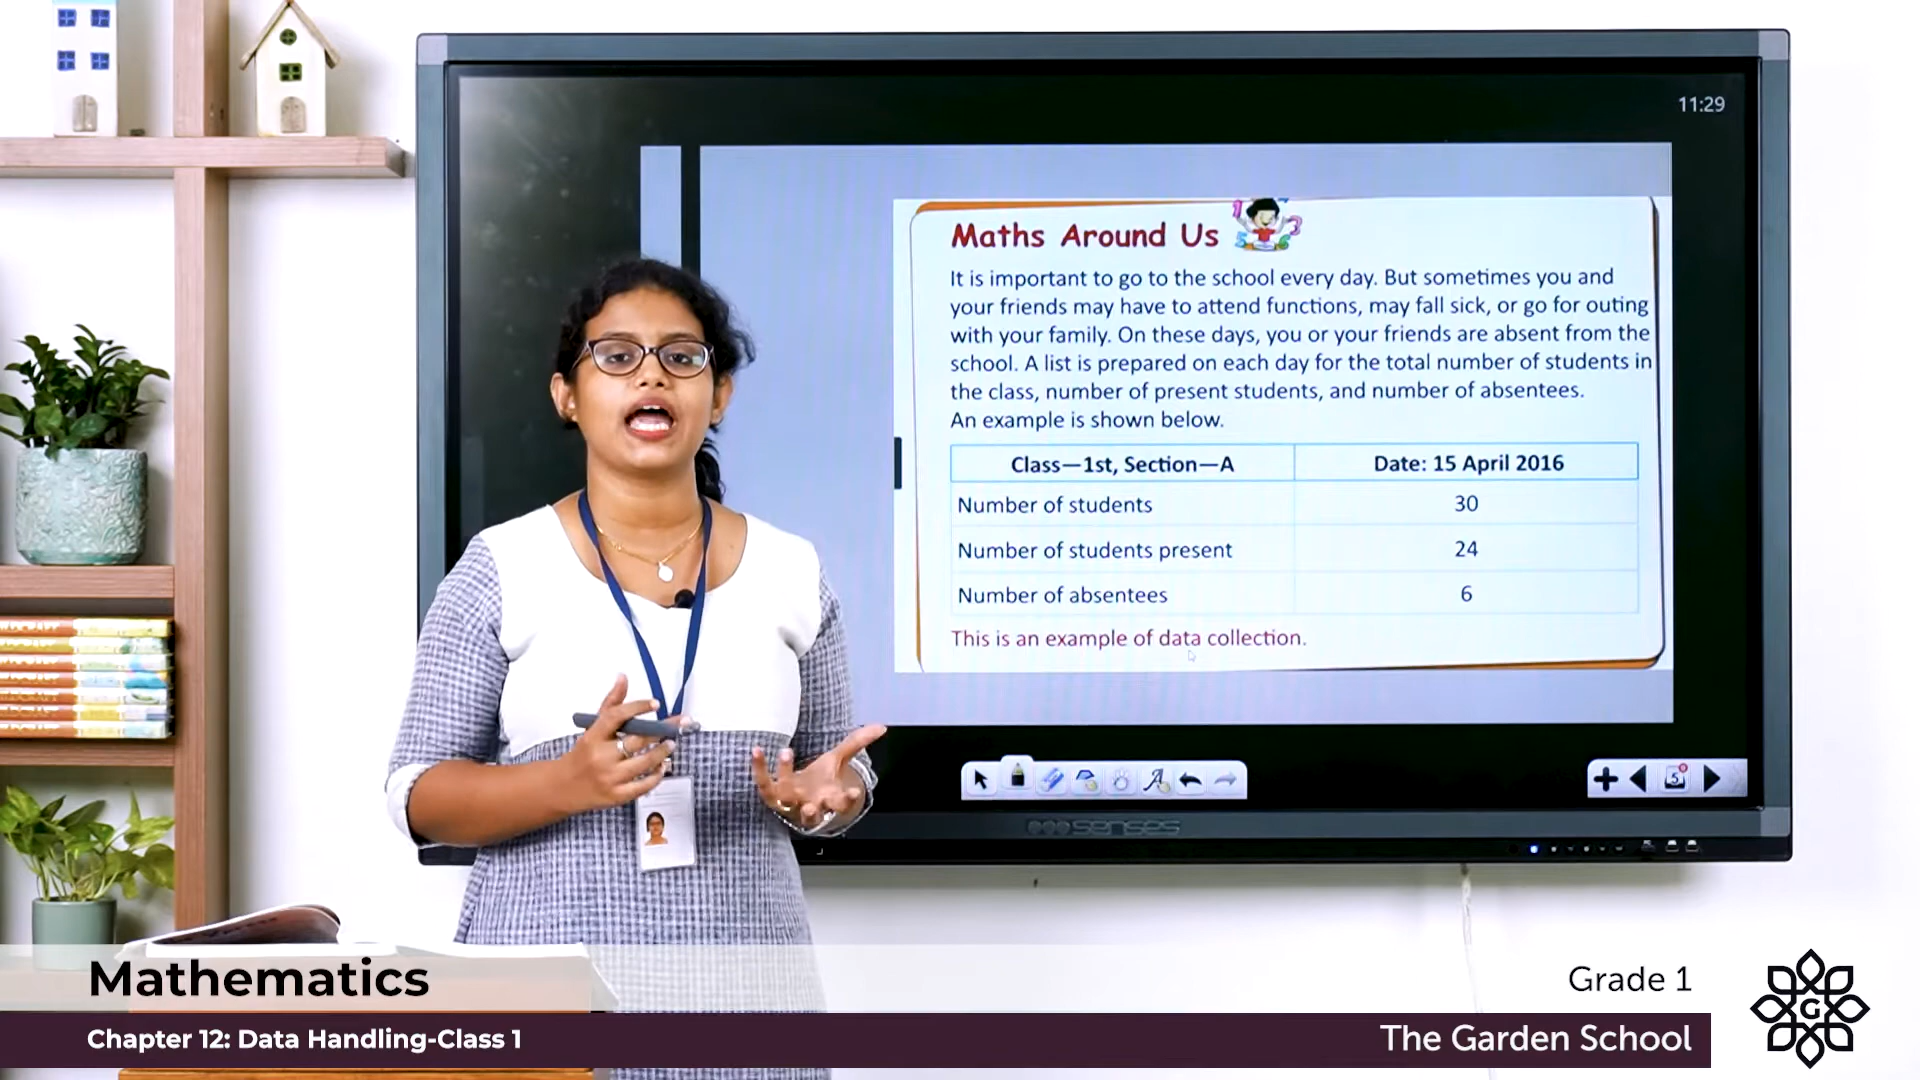 11:29
Maths Around Us
It is important to go to the school every day. But sometimes you and
your friends may have to attend functions, may fall sick, or go for outing
with your family. On these days, you or your friends are absent from the
school. A list is prepared on each day for the total number of students in
the class, number of present students, and number of absentees.
An example is shown below.
Class—1st, Section—A Date: 15 April 2016
Number of students 30
Number of students present 24
Number of absentees 6
This is an example of data collection.
senses
Mathematics
Grade 1
Chapter 12: Data Handling-Class 1
The Garden School
G